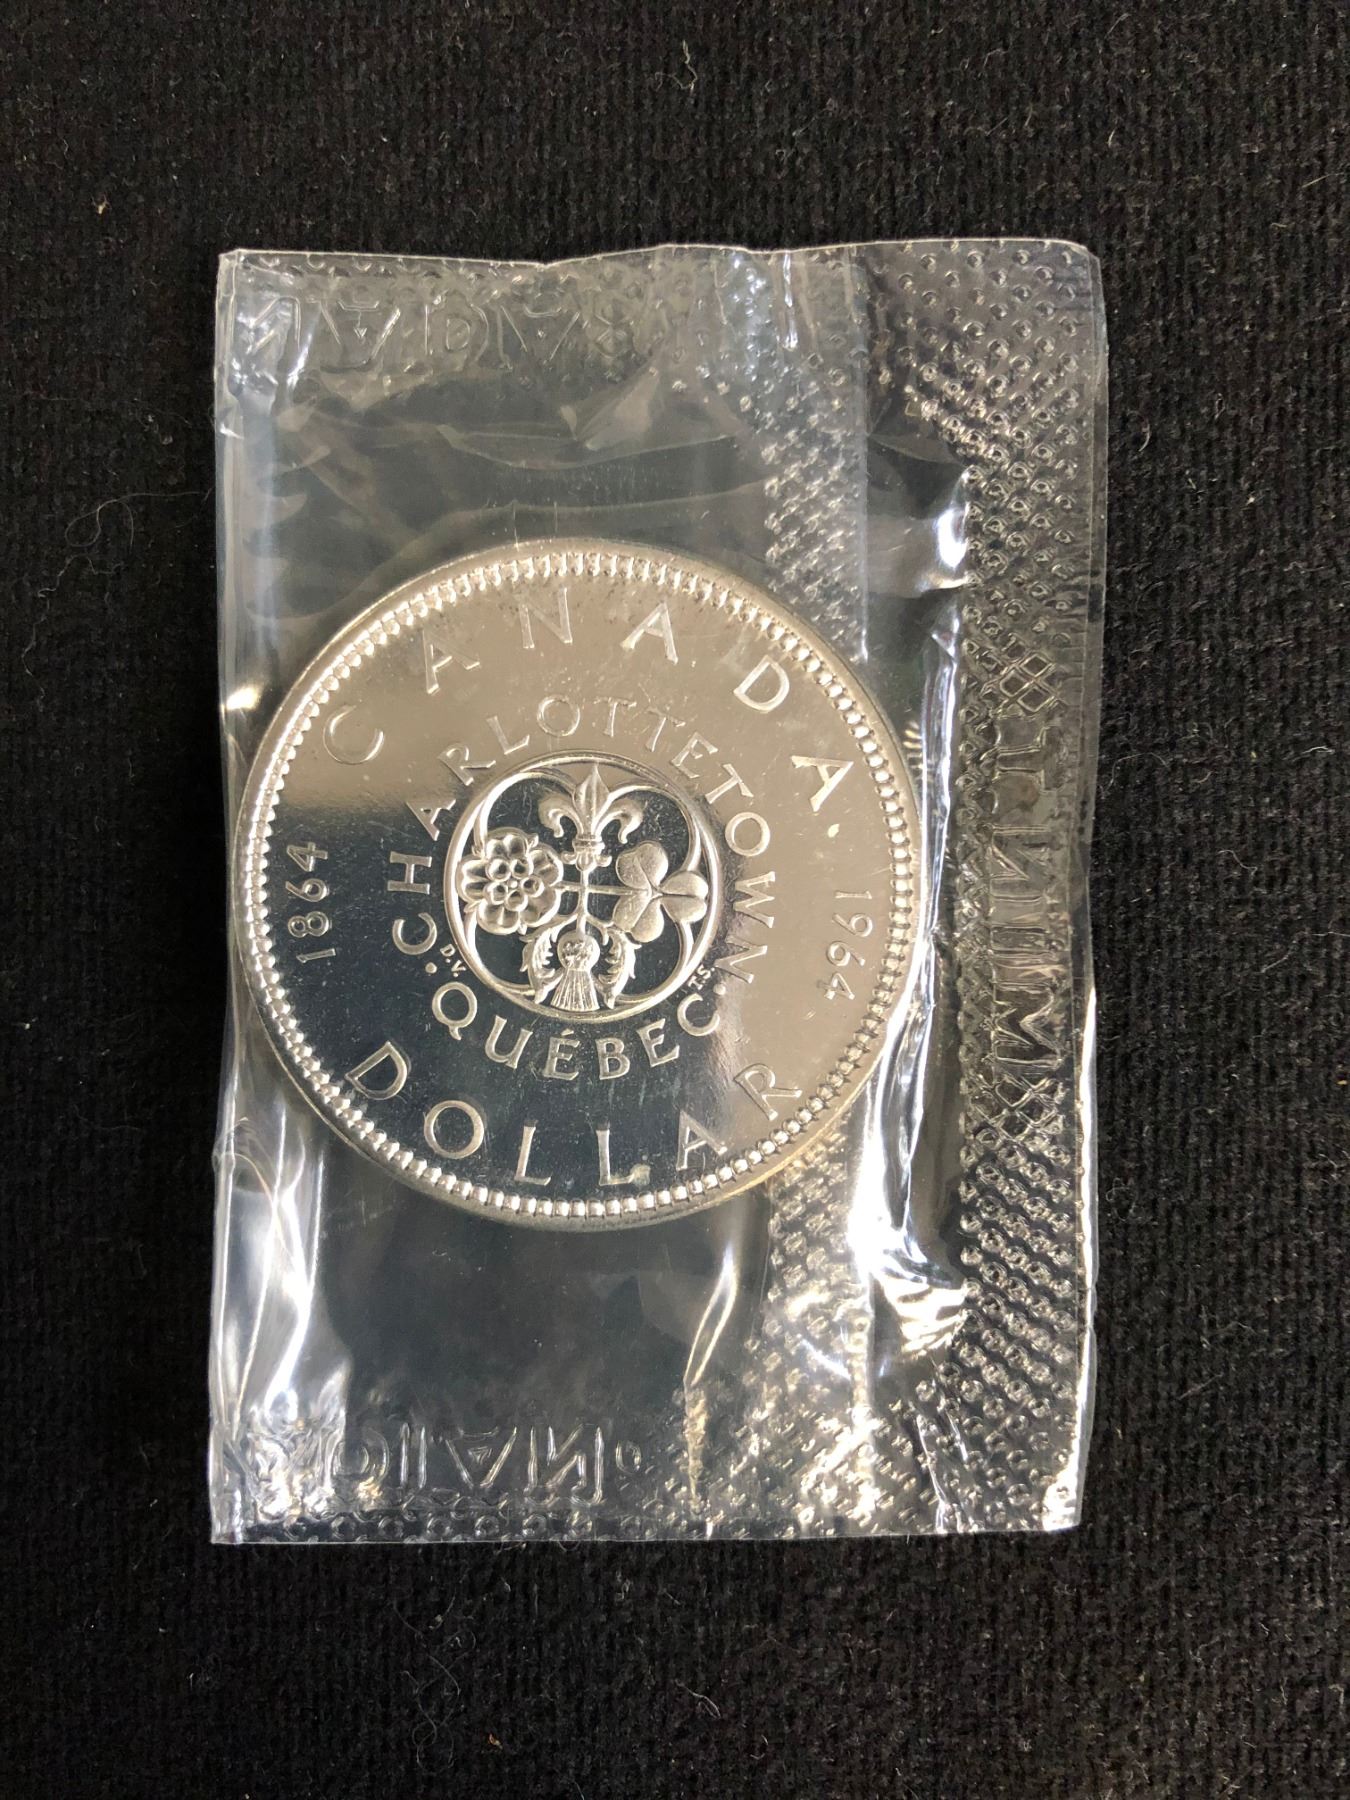 CANADA
1864
1964
CHARLOTTETOWN
D.V.
T.S.
QUÉBEC
DOLLAR